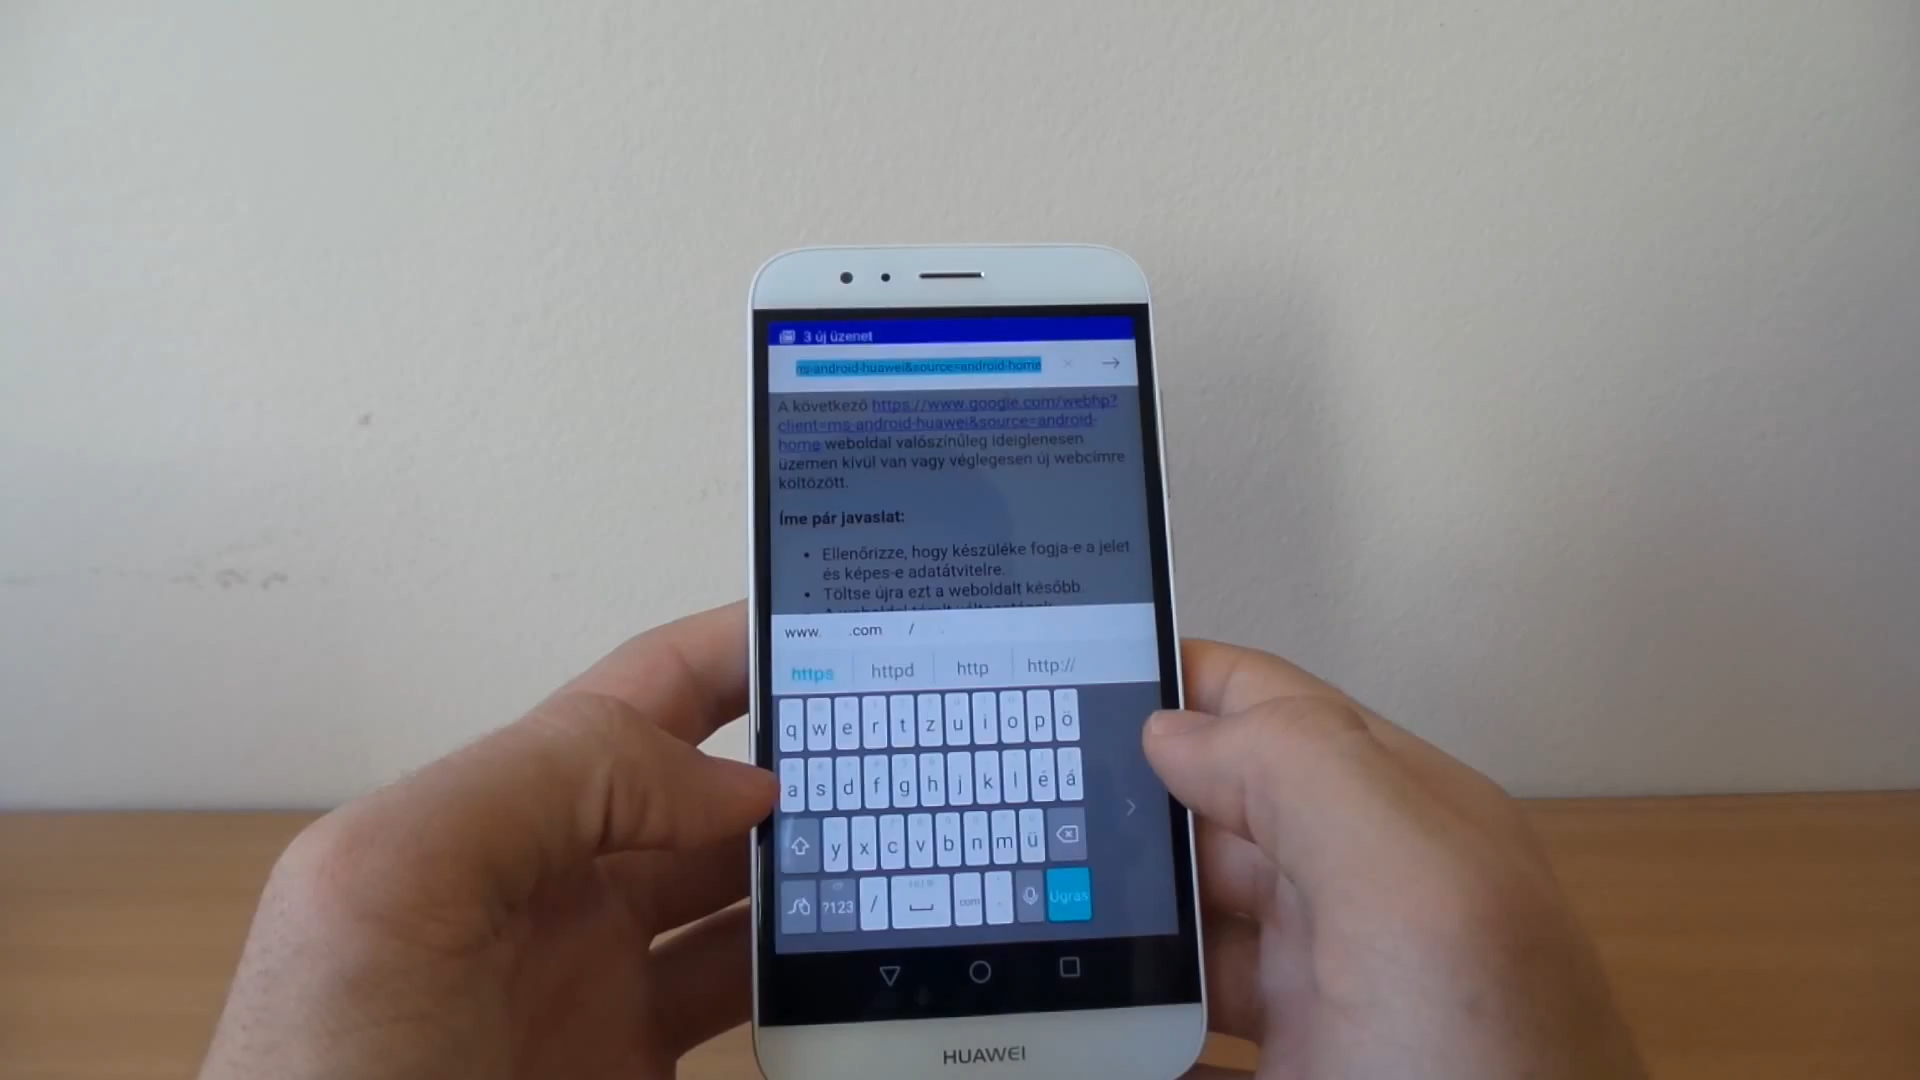 3 új üzenet
ms-android-huawei&source=android-home
A következő https://www.google.com/webhp?
client=ms-android-huawei&source=android-
home weboldal valószínűleg ideiglenesen
üzemen kívül van vagy véglegesen új webcímre
költözött.
Íme pár javaslat:
• Ellenőrizze, hogy készüléke fogja-e a jelet
és képes-e adatátvitelre.
• Töltse újra ezt a weboldalt később.
www. .com / .
https httpd http http://
q w e r t z u i o p ö
a s d f g h j k l é á
y x c v b n m ü
?123 / com . Ugrás
HUAWEI